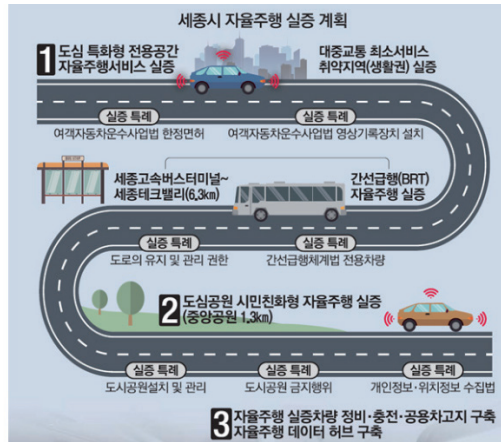 세종시 자율주행 실증 계획
1 도심 특화형 전용공간
자율주행서비스 실증
대중교통 최소서비스
취약지역(생활권) 실증
실증 특례
여객자동차운수사업법 한정면허
실증 특례
여객자동차운수사업법 영상기록장치 설치
세종고속버스터미널~
세종테크밸리(6.3km)
간선급행(BRT)
자율주행 실증
실증 특례
도로의 유지 및 관리 권한
실증 특례
간선급행체계법 전용차량
2 도심공원 시민친화형 자율주행 실증
(중앙공원 1.3km)
실증 특례
도시공원설치 및 관리
실증 특례
도시공원 금지행위
실증 특례
개인정보·위치정보 수집법
3 자율주행 실증차량 정비·충전·공용차고지 구축
자율주행 데이터 허브 구축